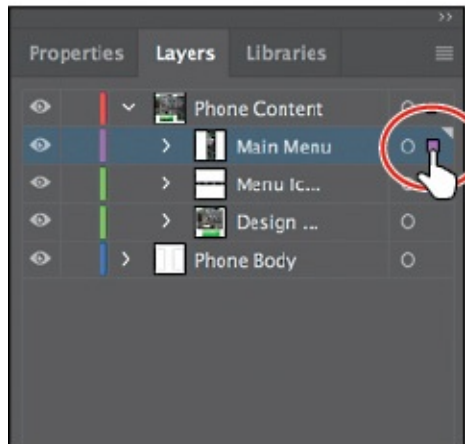 Properties Layers Libraries
Phone Content
Main Menu
Menu Ic...
Design ...
Phone Body